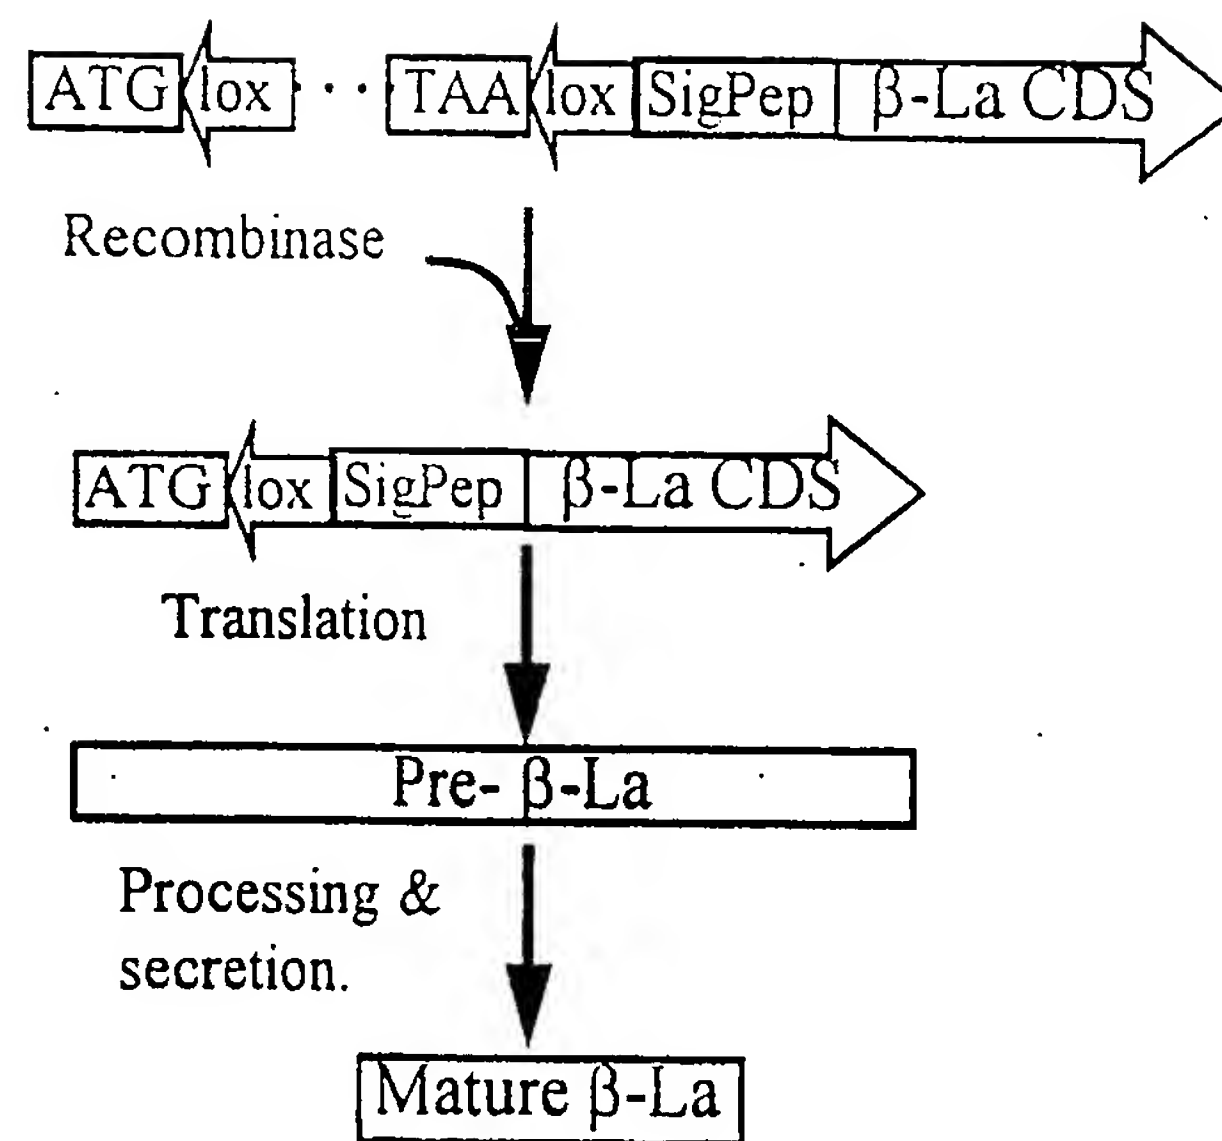 ATG lox · · · TAA lox SigPep β-La CDS
Recombinase
ATG lox SigPep β-La CDS
Translation
Pre- β-La
Processing &
secretion.
Mature β-La